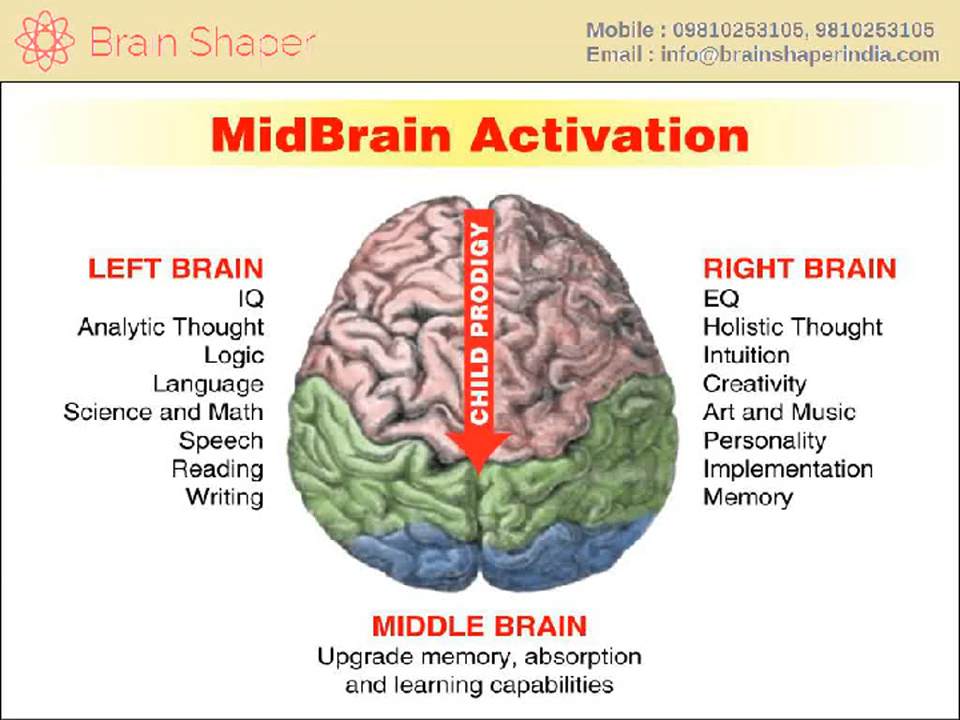 Brain Shaper
Mobile : 09810253105, 9810253105
Email : info@brainshaperindia.com
MidBrain Activation
CHILD PRODIGY
LEFT BRAIN
IQ
Analytic Thought
Logic
Language
Science and Math
Speech
Reading
Writing
RIGHT BRAIN
EQ
Holistic Thought
Intuition
Creativity
Art and Music
Personality
Implementation
Memory
MIDDLE BRAIN
Upgrade memory, absorption
and learning capabilities